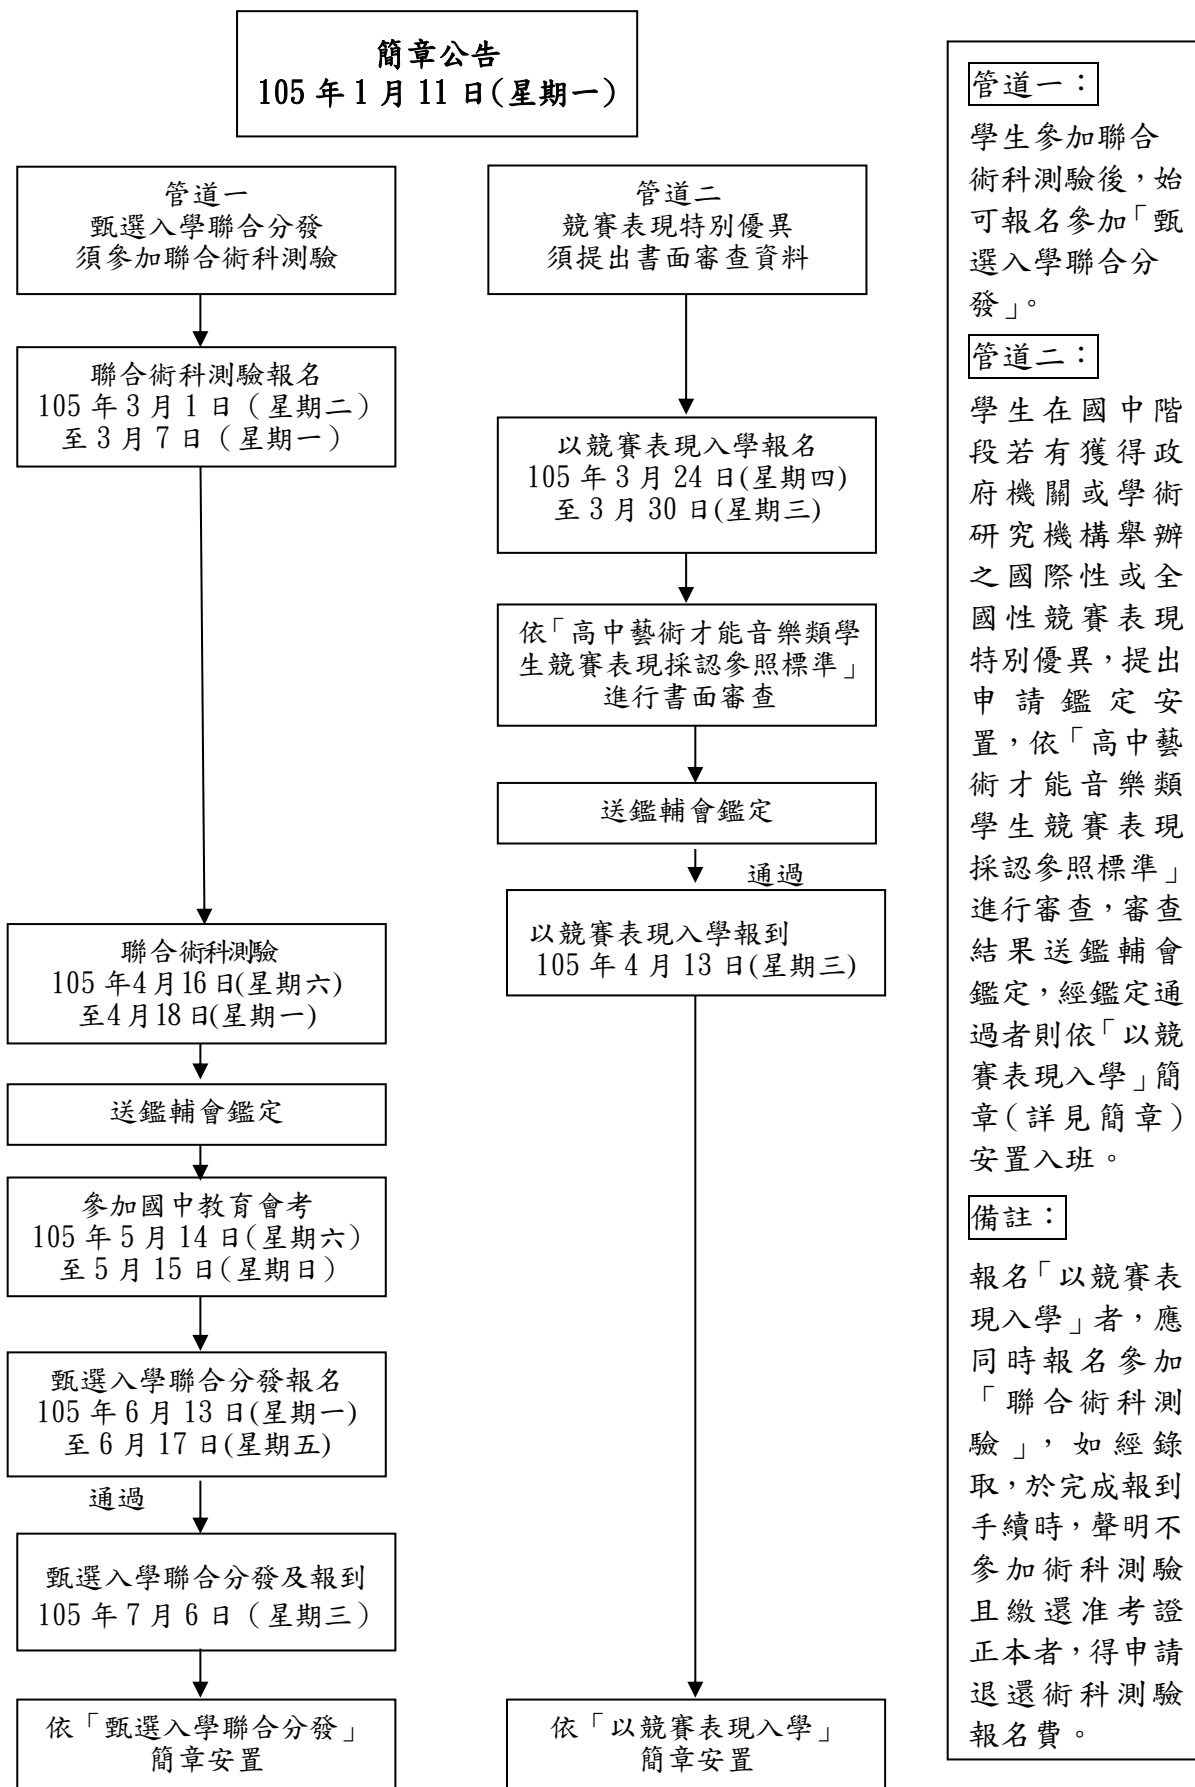 簡章公告
105 年 1 月 11 日(星期一)
管道一
甄選入學聯合分發
須參加聯合術科測驗
聯合術科測驗報名
105 年 3 月 1 日（星期二）
至 3 月 7 日（星期一）
聯合術科測驗
105 年4 月16 日(星期六)
至4 月18 日(星期一)
送鑑輔會鑑定
參加國中教育會考
105 年 5 月 14 日(星期六)
至 5 月 15 日(星期日)
甄選入學聯合分發報名
105 年 6 月 13 日(星期一)
至 6 月 17 日(星期五)
通過
甄選入學聯合分發及報到
105 年 7 月 6 日（星期三）
依「甄選入學聯合分發」
簡章安置
管道二
競賽表現特別優異
須提出書面審查資料
以競賽表現入學報名
105 年 3 月 24 日(星期四)
至 3 月 30 日(星期三)
依「高中藝術才能音樂類學
生競賽表現採認參照標準」
進行書面審查
送鑑輔會鑑定
通過
以競賽表現入學報到
105 年 4 月 13 日(星期三)
依「以競賽表現入學」
簡章安置
管道一：
學生參加聯合
術科測驗後，始
可報名參加「甄
選入學聯合分
發」。
管道二：
學生在國中階
段若有獲得政
府機關或學術
研究機構舉辦
之國際性或全
國性競賽表現
特別優異，提出
申請鑑定安
置，依「高中藝
術才能音樂類
學生競賽表現
採認參照標準」
進行審查，審查
結果送鑑輔會
鑑定，經鑑定通
過者則依「以競
賽表現入學」簡
章(詳見簡章)
安置入班。
備註：
報名「以競賽表
現入學」者，應
同時報名參加
「聯合術科測
驗」，如經錄
取，於完成報到
手續時，聲明不
參加術科測驗
且繳還准考證
正本者，得申請
退還術科測驗
報名費。